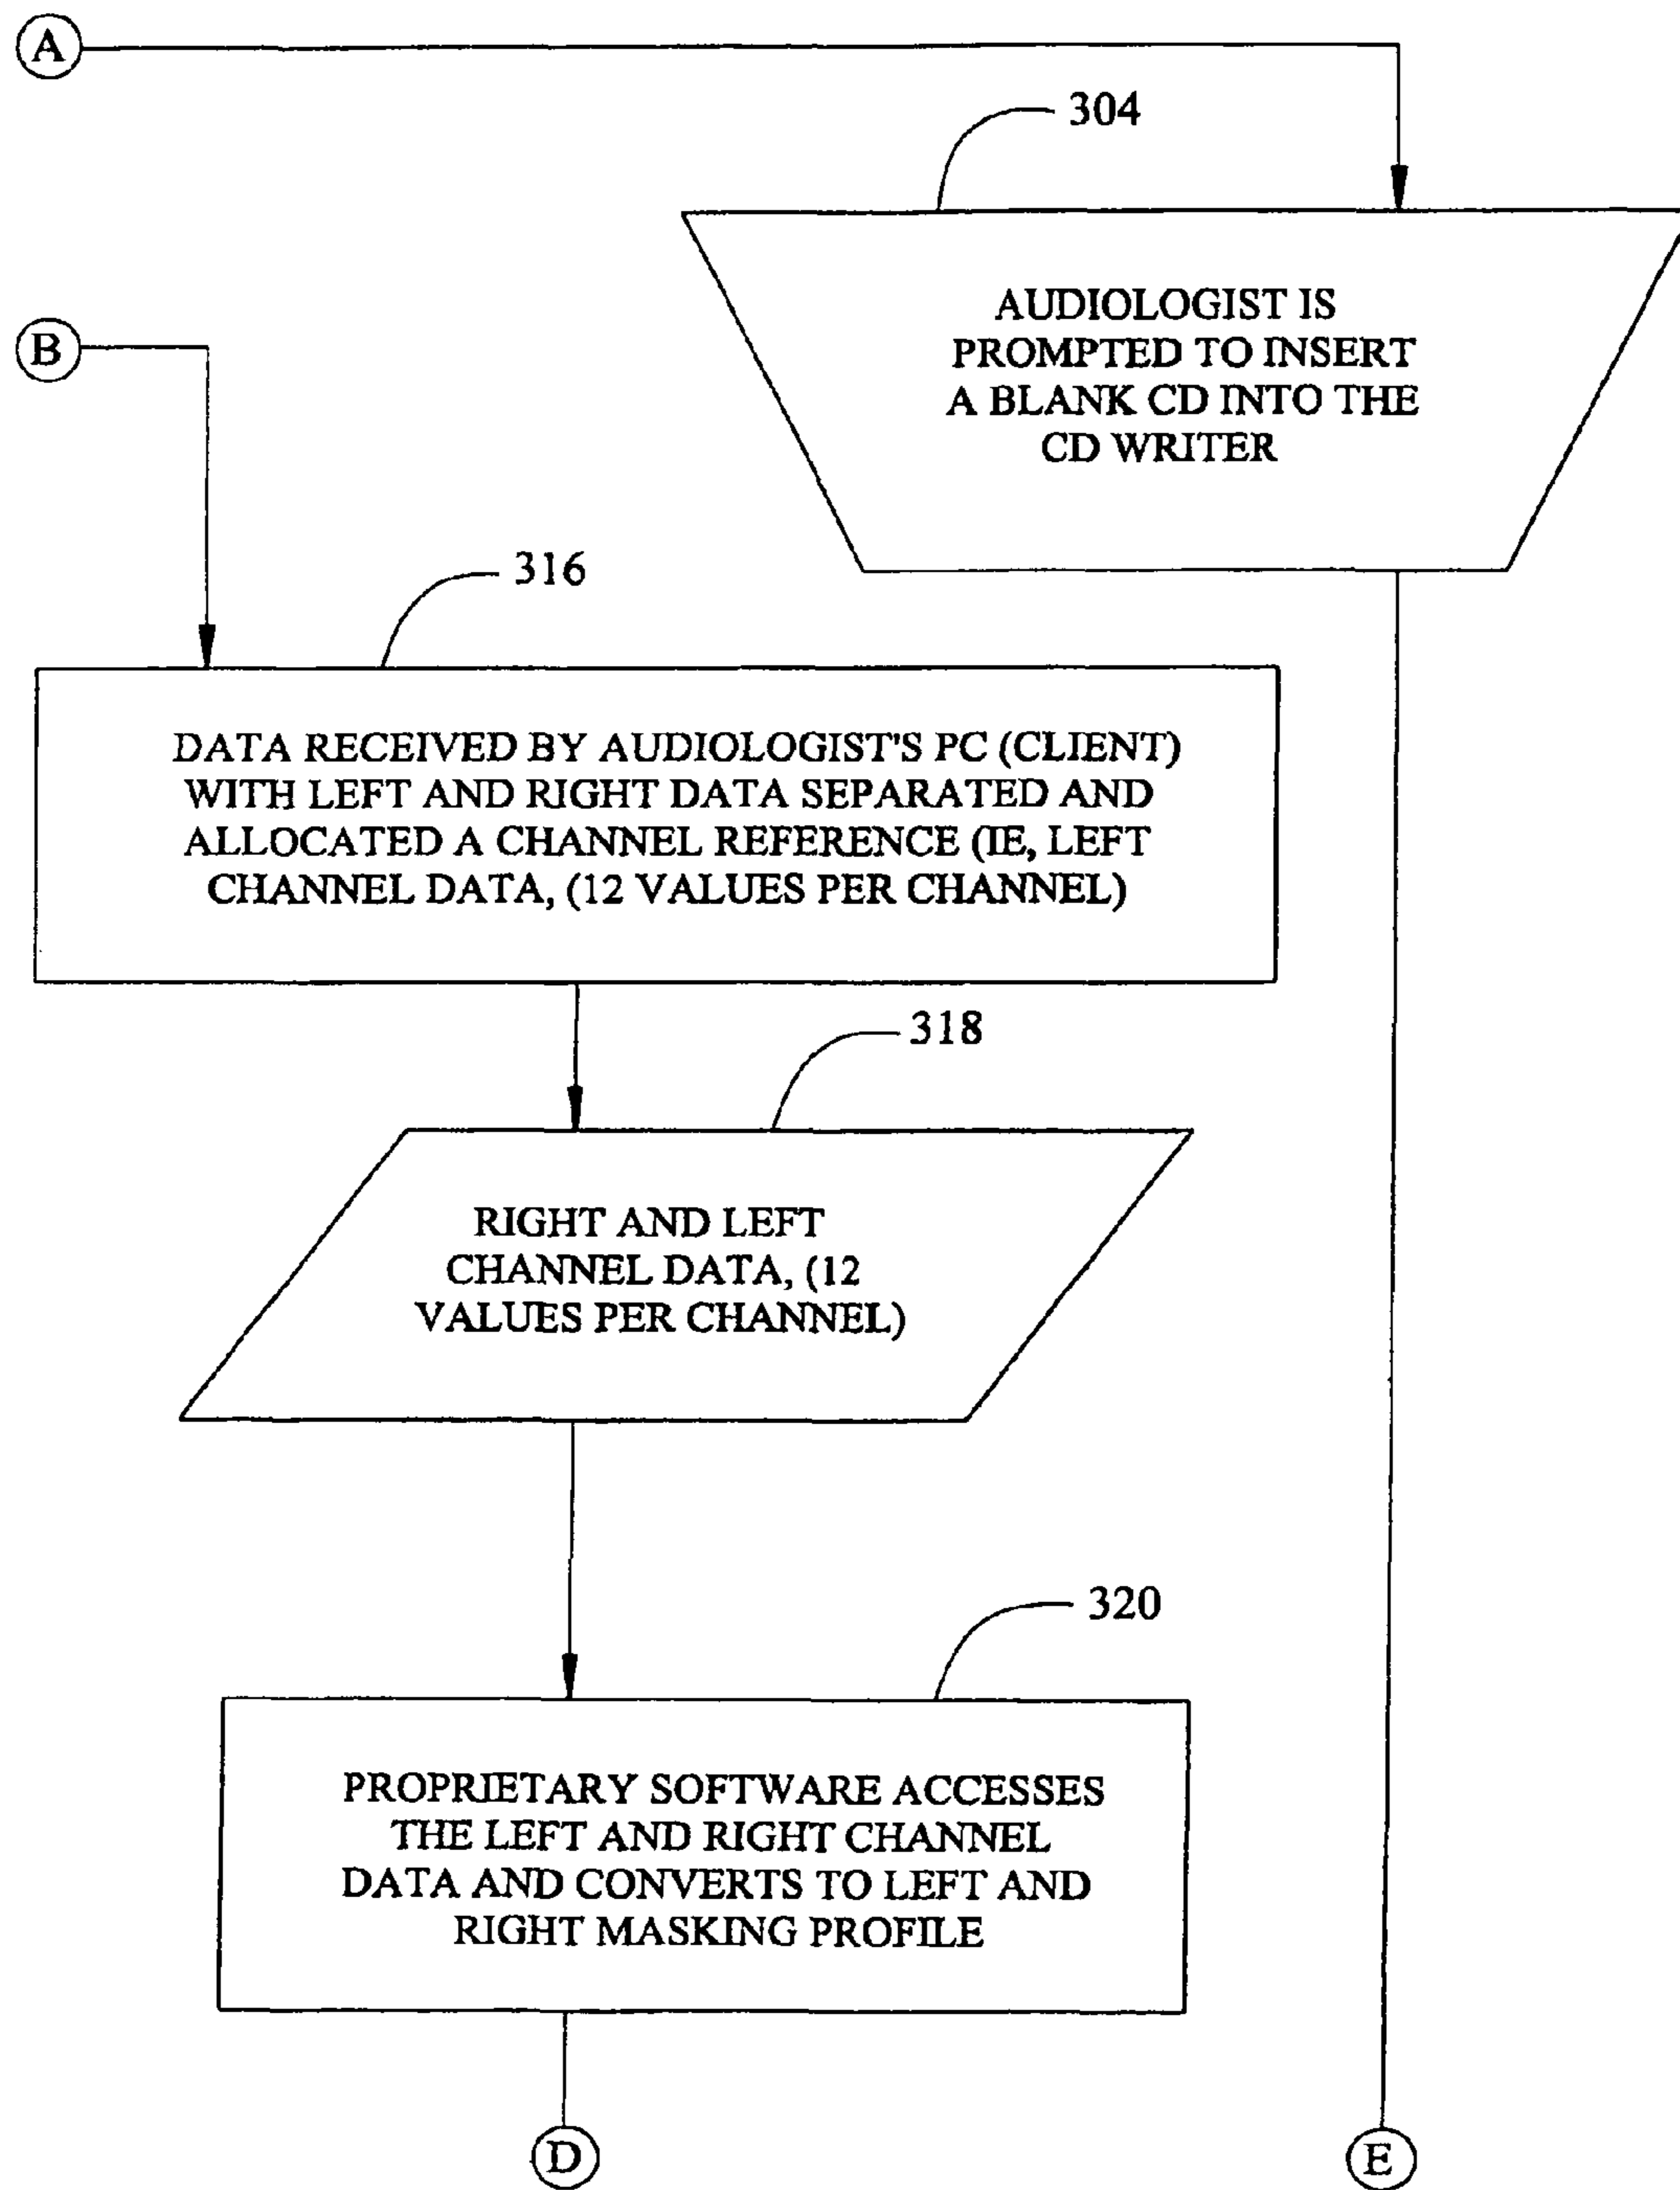 A
304
AUDIOLOGIST IS
PROMPTED TO INSERT
A BLANK CD INTO THE
CD WRITER
B
316
DATA RECEIVED BY AUDIOLOGIST'S PC (CLIENT)
WITH LEFT AND RIGHT DATA SEPARATED AND
ALLOCATED A CHANNEL REFERENCE (IE, LEFT
CHANNEL DATA, (12 VALUES PER CHANNEL)
318
RIGHT AND LEFT
CHANNEL DATA, (12
VALUES PER CHANNEL)
320
PROPRIETARY SOFTWARE ACCESSES
THE LEFT AND RIGHT CHANNEL
DATA AND CONVERTS TO LEFT AND
RIGHT MASKING PROFILE
D
E